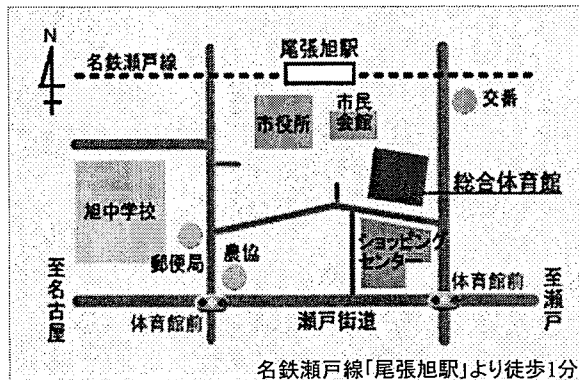 N
尾張旭駅
名鉄瀬戸線
市民
会館
交番
市役所
総合体育館
旭中学校
ショッピング
センター
郵便局
農協
至名古屋
体育館前
至瀬戸
体育館前
瀬戸街道
名鉄瀬戸線「尾張旭駅」より徒歩1分